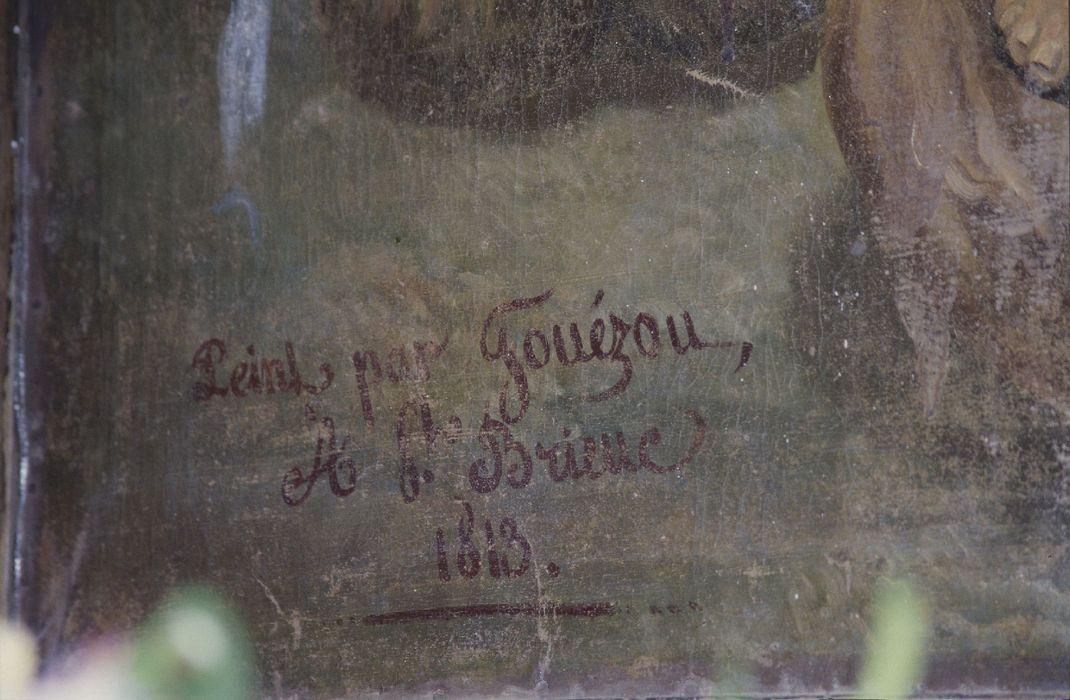 Peint par Gouézou,
A St Brieuc
1813.